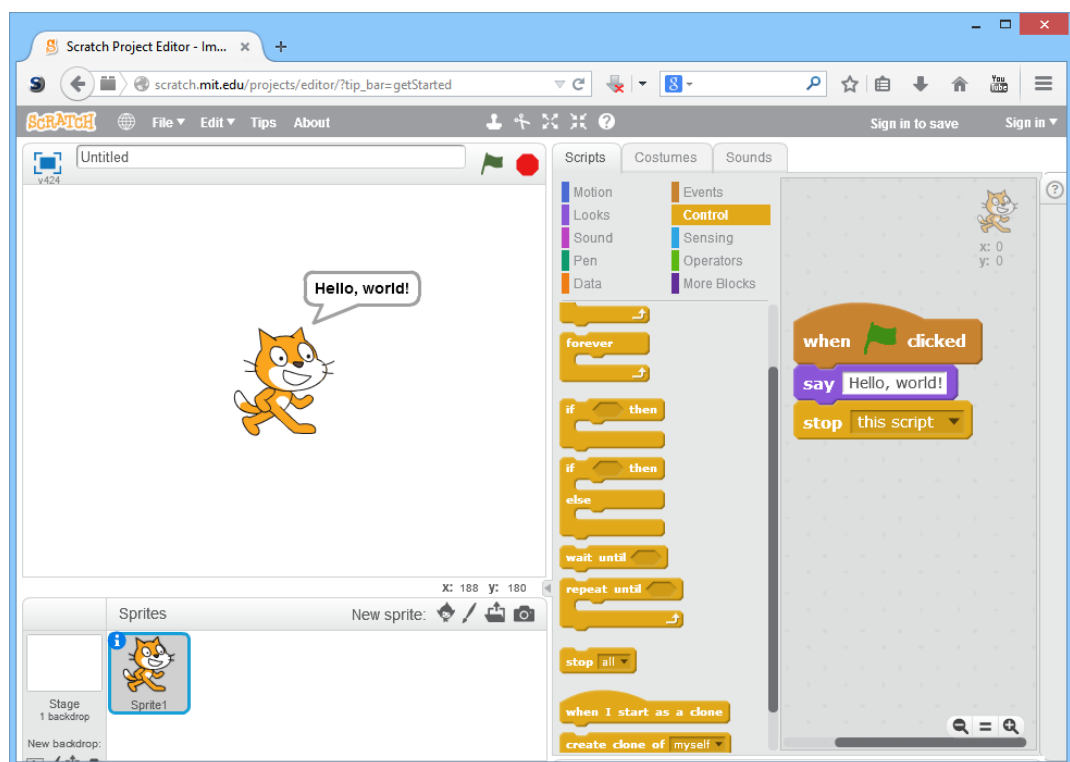 Scratch Project Editor - Im...
scratch.mit.edu/projects/editor/?tip_bar=getStarted
8
You Tube
SCRATCH File Edit Tips About
Sign in to save Sign in
v424
Untitled
Scripts Costumes Sounds
Motion Events
Looks Control
Sound Sensing
Pen Operators
Data More Blocks
x: 0
y: 0
Hello, world!
forever
if then
if then
else
wait until
repeat until
stop all
when I start as a clone
create clone of myself
when clicked
say Hello, world!
stop this script
X: 188 y: 180
Sprites New sprite:
Stage
1 backdrop
New backdrop:
Sprite1